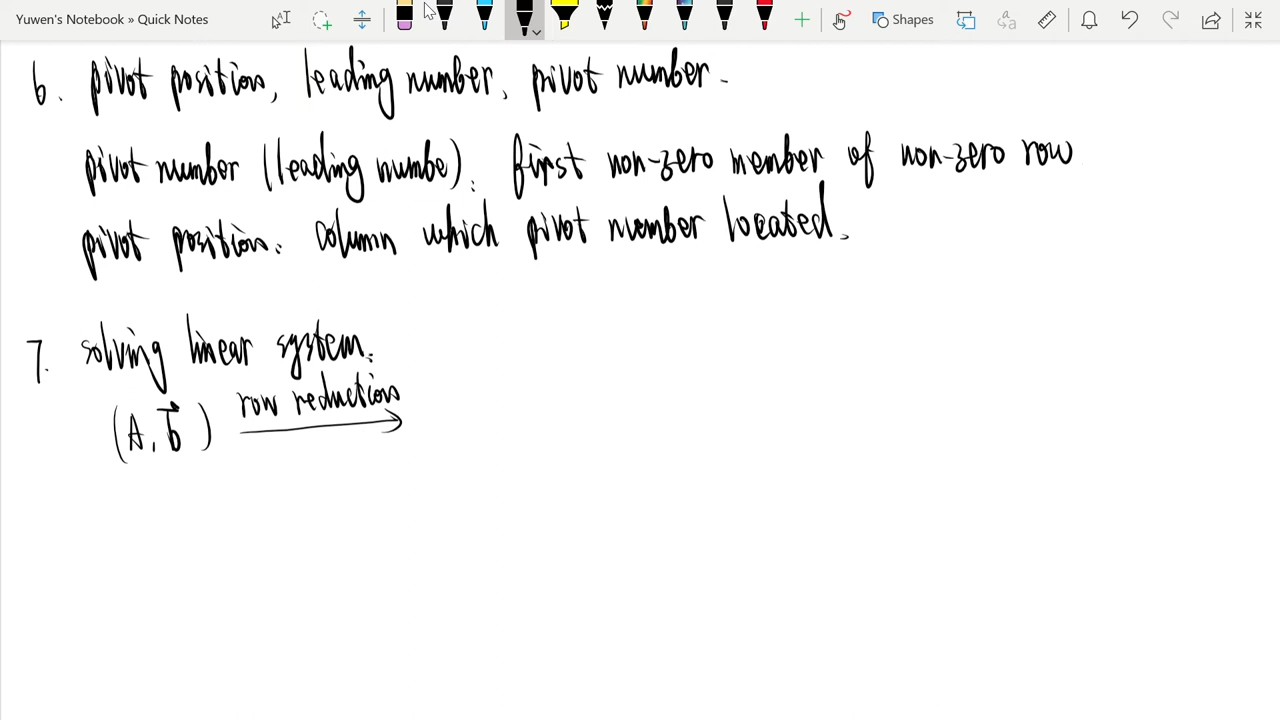 Yuwen's Notebook » Quick Notes
Shapes
6. pivot position, leading number, pivot number.
pivot number (leading numbe). first non-zero member of non-zero row
pivot position: column which pivot number located.
7. solving linear system.
row reduction
(A, b⃗)